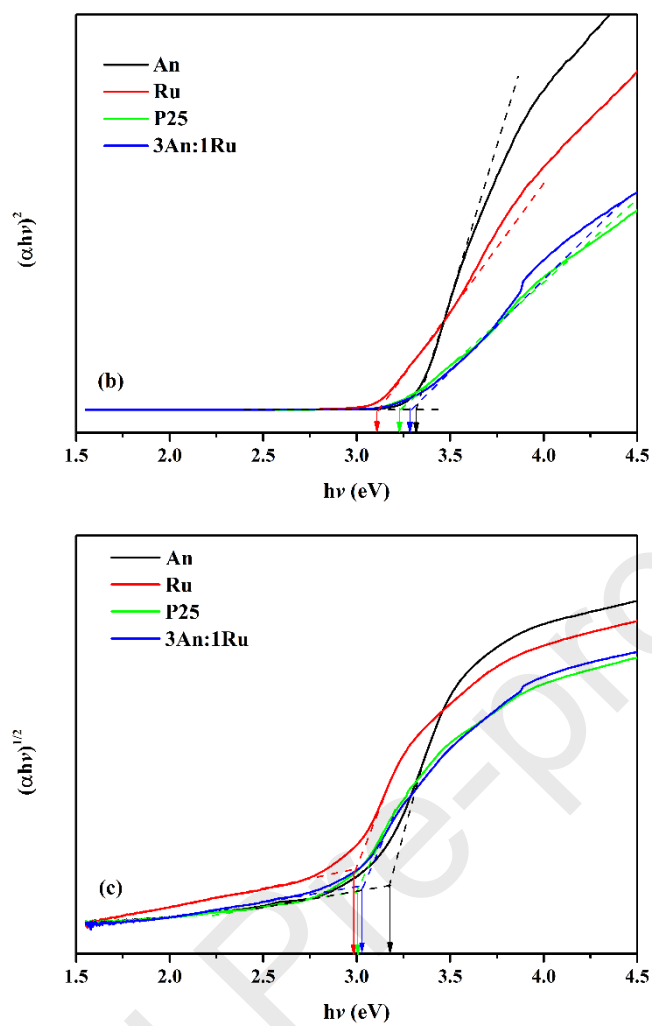 An
Ru
P25
3An:1Ru
(αhν)²
(b)
1.5 2.0 2.5 3.0 3.5 4.0 4.5
hν (eV)
An
Ru
P25
3An:1Ru
(αhν)¹/²
(c)
1.5 2.0 2.5 3.0 3.5 4.0 4.5
hν (eV)
Pre-pro